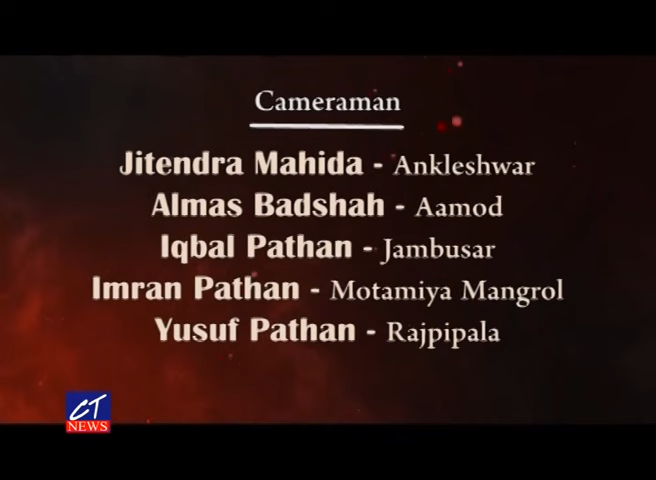 Cameraman
Jitendra Mahida - Ankleshwar
Almas Badshah - Aamod
Iqbal Pathan - Jambusar
Imran Pathan - Motamiya Mangrol
Yusuf Pathan - Rajpipala
CT
NEWS